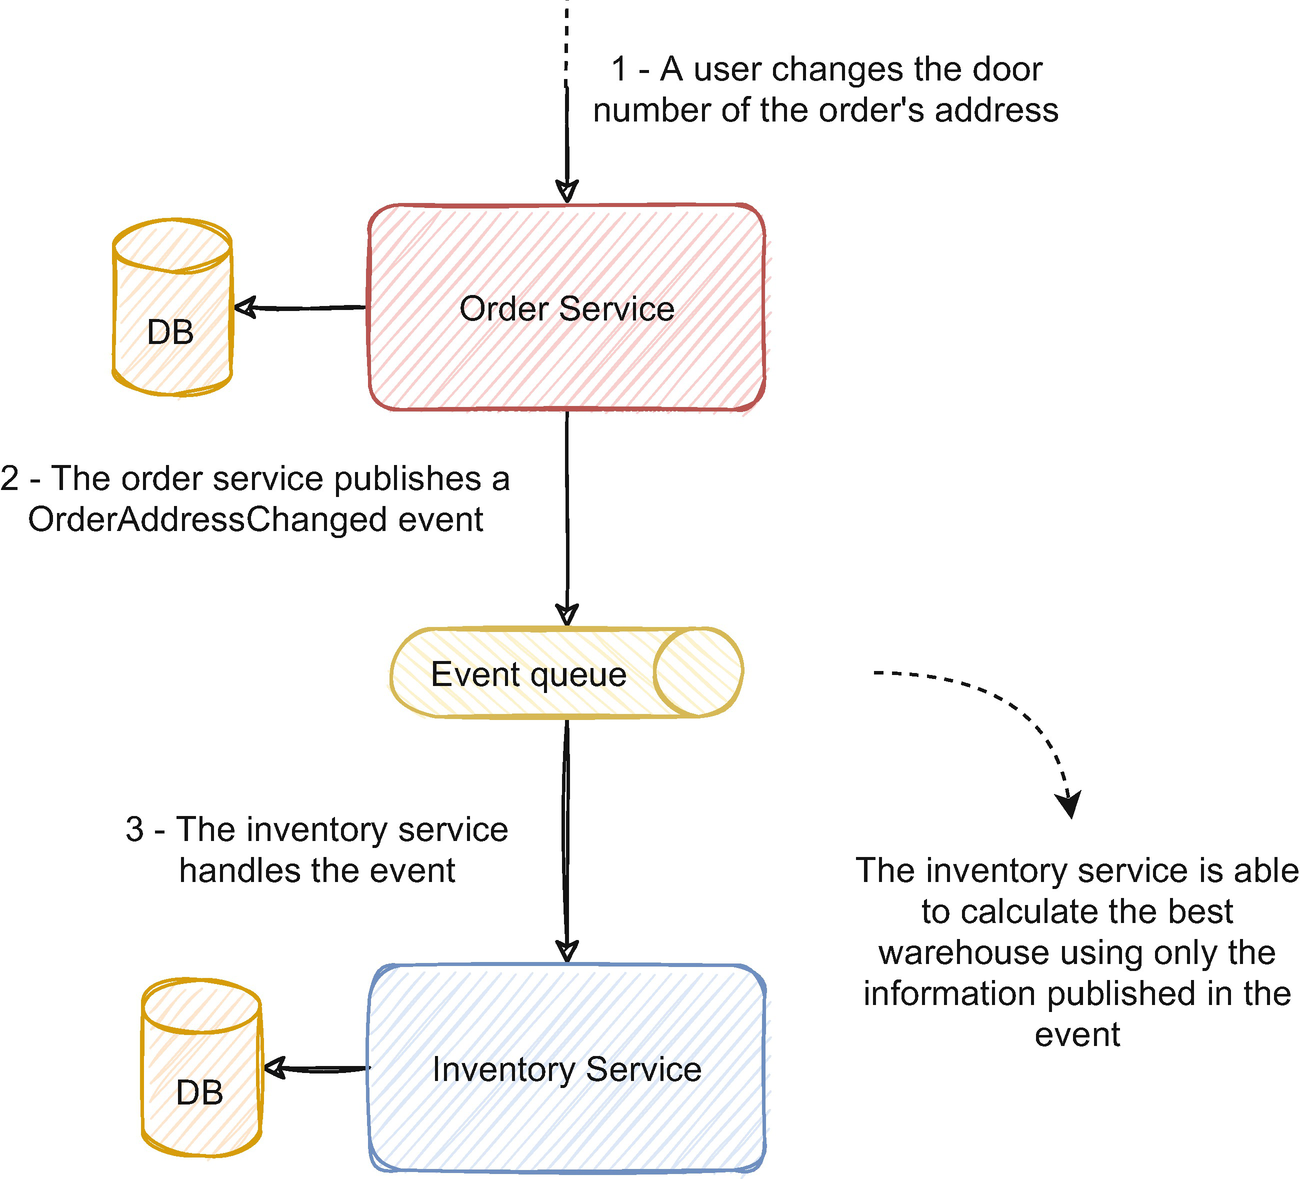 1 - A user changes the door
number of the order's address
Order Service
DB
2 - The order service publishes a
OrderAddressChanged event
Event queue
3 - The inventory service
handles the event
The inventory service is able
to calculate the best
warehouse using only the
information published in the
event
Inventory Service
DB